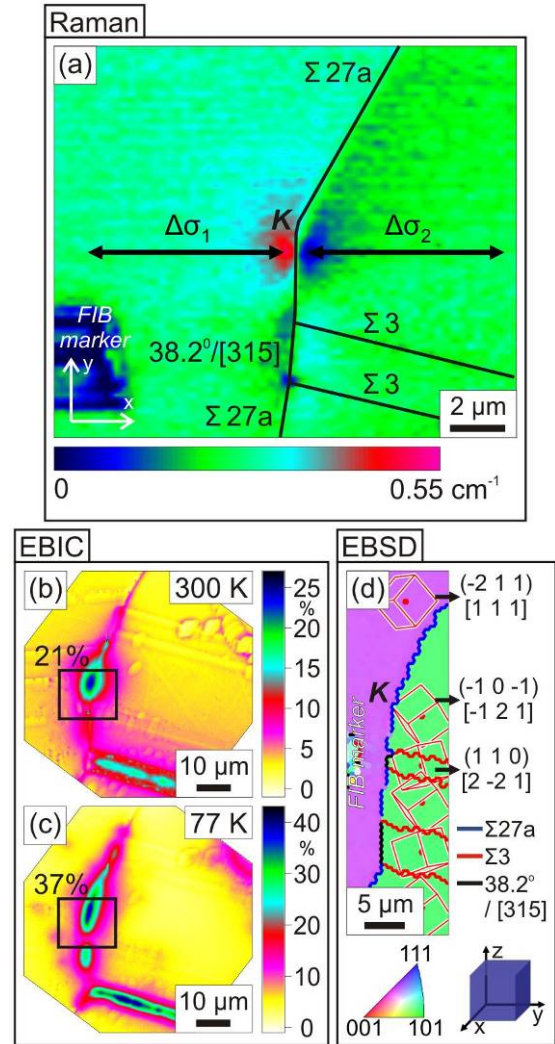 Raman
(a)
Σ 27a
K
Δσ₁
Δσ₂
FIB
marker
y
x
38.2⁰/[315]
Σ 3
Σ 3
Σ 27a
2 µm
0
0.55 cm⁻¹
EBIC
(b)
300 K
21%
10 µm
25
%
20
15
10
5
0
(c)
77 K
37%
10 µm
40
%
30
20
10
0
EBSD
(d)
(-2 1 1)
[1 1 1]
K
(-1 0 -1)
[-1 2 1]
FIB marker
(1 1 0)
[2 -2 1]
Σ27a
Σ3
38.2°
/ [315]
5 µm
111
001
101
z
y
x